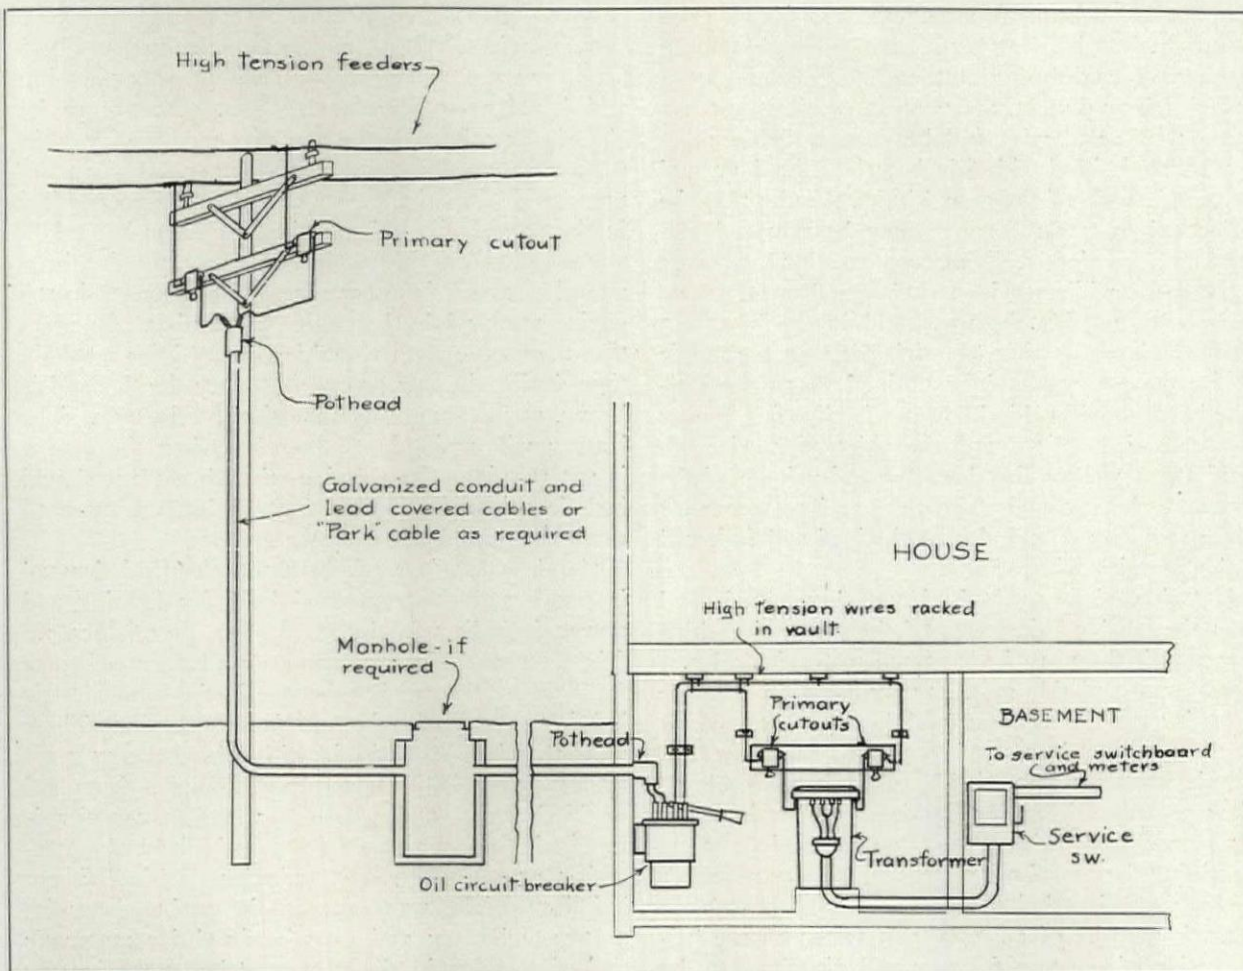 High tension feeders
Primary cutout
Pothead
Galvanized conduit and
lead covered cables or
"Park" cable as required
HOUSE
High tension wires racked
in vault.
Manhole - if
required
Primary
cutouts
BASEMENT
Pothead
To service switchboard
and meters
Service
sw.
Transformer
Oil circuit breaker